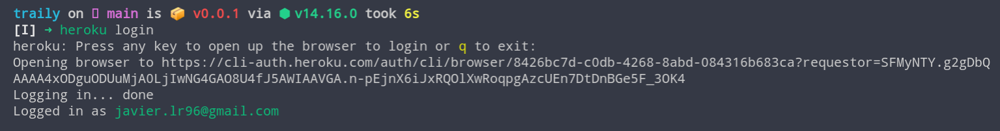 traily on main is 📦 v0.0.1 via ⬢ v14.16.0 took 6s
[I] ➜ heroku login
heroku: Press any key to open up the browser to login or q to exit:
Opening browser to https://cli-auth.heroku.com/auth/cli/browser/8426bc7d-c0db-4268-8abd-084316b683ca?requestor=SFMyNTY.g2gDbQ
AAAA4xODguODUuMjA0LjIwNG4GAO8U4fJ5AWIAAVGA.n-pEjnX6iJxRQOlXwRoqpgAzcUEn7DtDnBGe5F_3OK4
Logging in... done
Logged in as javier.lr96@gmail.com